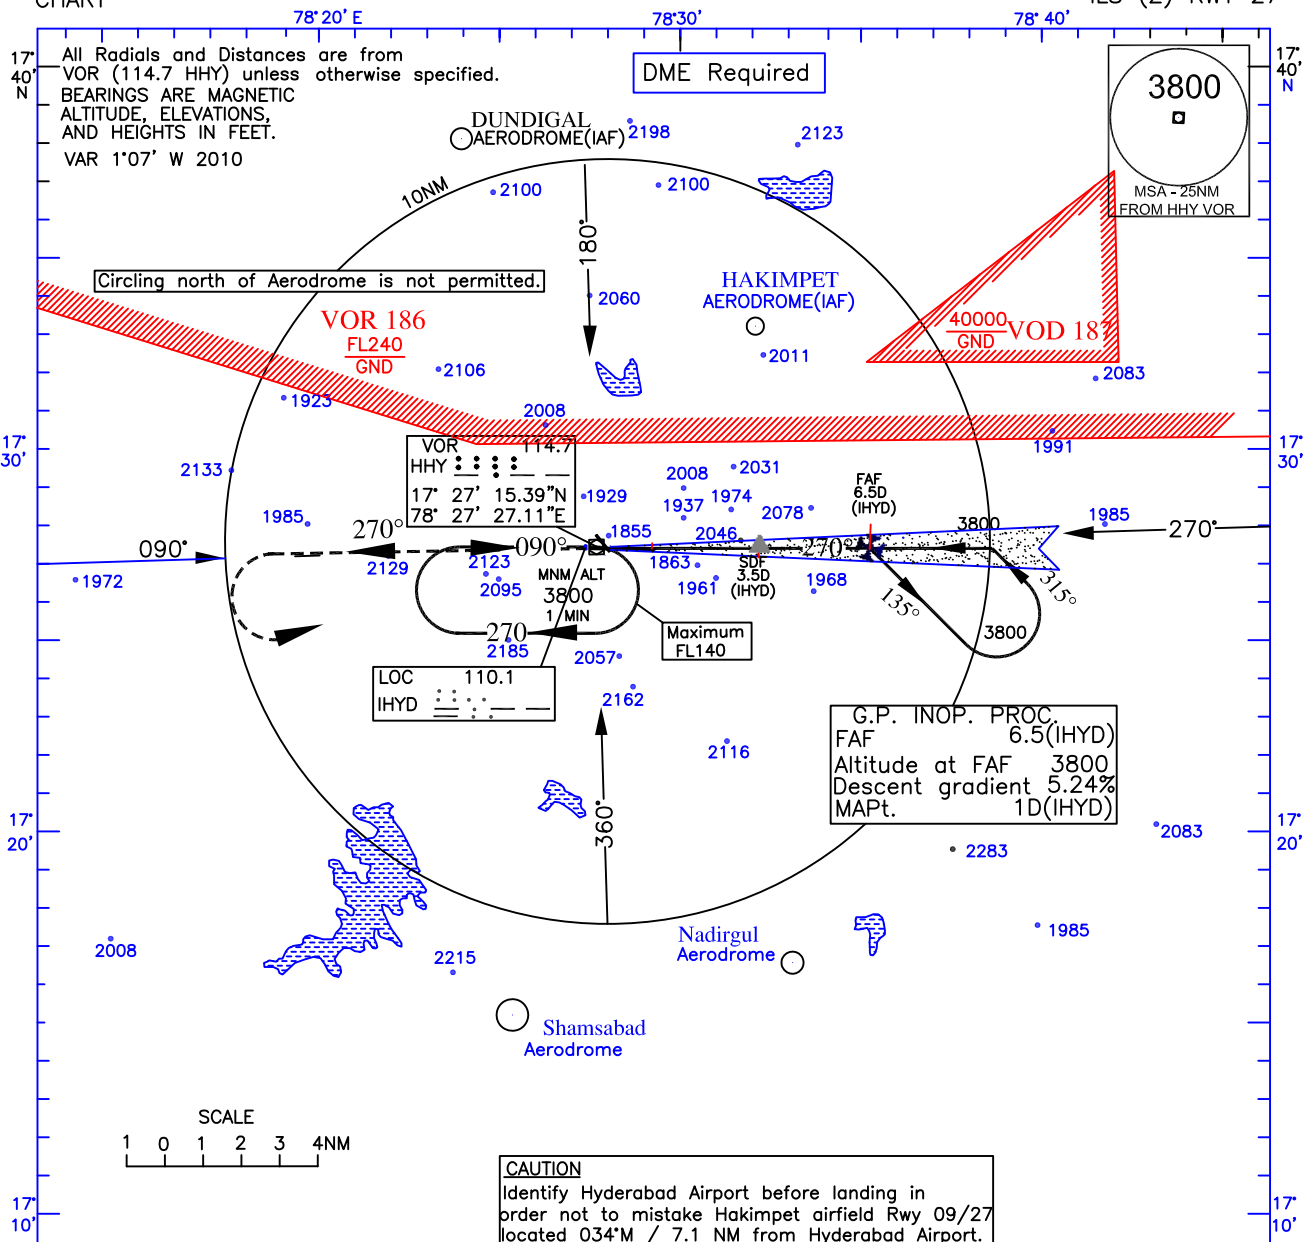 CHART
78°20' E
78°30'
78°40'
17°
40'
N
All Radials and Distances are from
VOR (114.7 HHY) unless otherwise specified.
BEARINGS ARE MAGNETIC
ALTITUDE, ELEVATIONS,
AND HEIGHTS IN FEET.
VAR 1°07' W 2010
DME Required
3800
MSA - 25NM
FROM HHY VOR
17°
40'
N
DUNDIGAL
AERODROME(IAF)
2198
2123
10NM
2100
2100
180°
Circling north of Aerodrome is not permitted.
2060
HAKIMPET
AERODROME(IAF)
VOR 186
FL240
GND
40000
GND
VOD 187
2106
2011
2083
1923
2008
17°
30'
1991
17°
30'
VOR 114.7
HHY
17° 27' 15.39"N
78° 27' 27.11"E
2133
2031
2008
1929
1974
1937
2078
FAF
6.5D
(IHYD)
1985
270°
1855
2046
3800
1985
270°
090°
090°
270°
2129
2123
2095
1972
MNM ALT
3800
1 MIN
1863
1961
SDF
3.5D
(IHYD)
1968
135°
315°
3800
270
2185
Maximum
FL140
2057
LOC 110.1
IHYD
2162
2116
G.P. INOP. PROC.
FAF 6.5(IHYD)
Altitude at FAF 3800
Descent gradient 5.24%
MAPt. 1D(IHYD)
360°
17°
20'
2083
17°
20'
2283
2008
2215
Nadirgul
Aerodrome
1985
Shamsabad
Aerodrome
SCALE
1 0 1 2 3 4NM
CAUTION
Identify Hyderabad Airport before landing in
order not to mistake Hakimpet airfield Rwy 09/27
located 034°M / 7.1 NM from Hyderabad Airport.
17°
10'
17°
10'